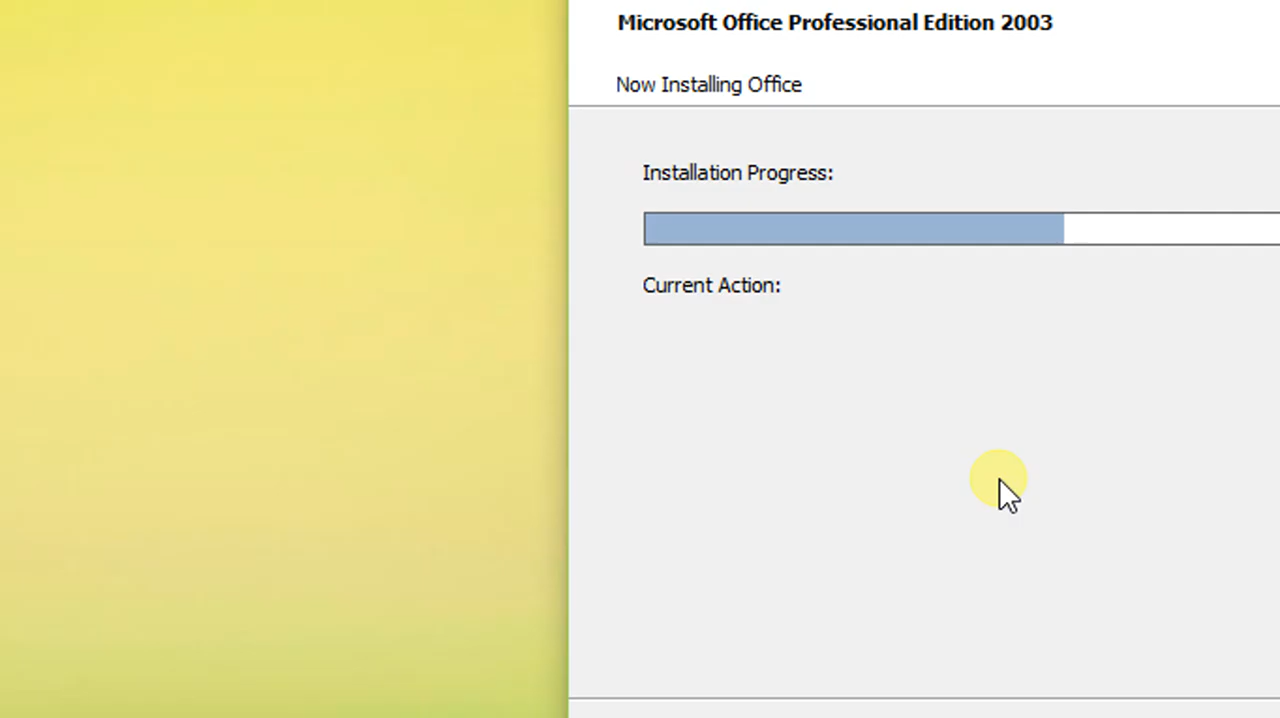 Microsoft Office Professional Edition 2003
Now Installing Office
Installation Progress:
Current Action: